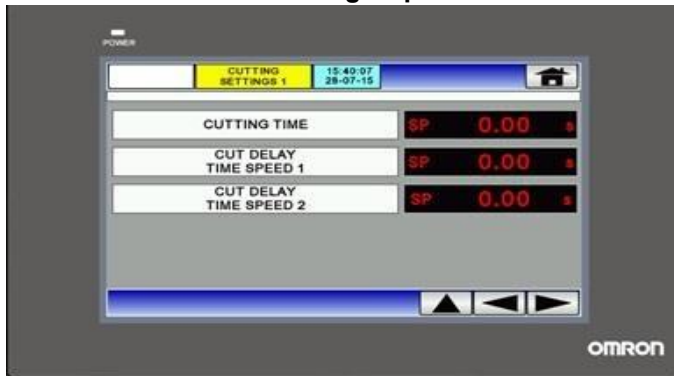 POWER
CUTTING
SETTINGS 1
15:40:07
28-07-15
CUTTING TIME
SP 0.00 s
CUT DELAY
TIME SPEED 1
SP 0.00 s
CUT DELAY
TIME SPEED 2
SP 0.00 s
OMRON